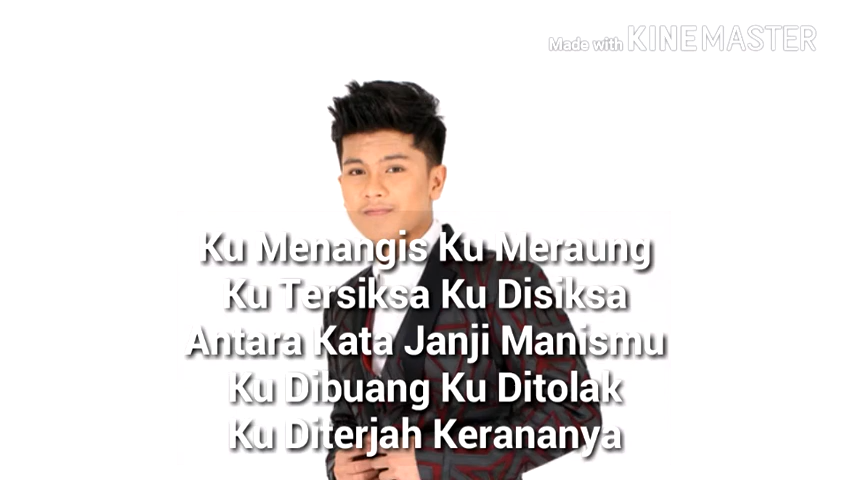 Made with KINEMASTER
Ku Menangis Ku Meraung
Ku Tersiksa Ku Disiksa
Antara Kata Janji Manismu
Ku Dibuang Ku Ditolak
Ku Diterjah Kerananya